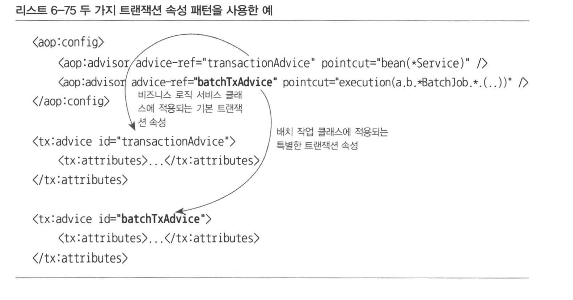 리스트 6-75 두 가지 트랜잭션 속성 패턴을 사용한 예
<aop:config>
<aop:advisor advice-ref="transactionAdvice" pointcut="bean(*Service)" />
<aop:advisor advice-ref="batchTxAdvice" pointcut="execution(a.b.*BatchJob.*.(..))" />
</aop:config>
비즈니스 로직 서비스 클래
스에 적용되는 기본 트랜잭
션 속성
배치 작업 클래스에 적용되는
특별한 트랜잭션 속성
<tx:advice id="transactionAdvice">
<tx:attributes>...</tx:attributes>
</tx:attributes>
<tx:advice id="batchTxAdvice">
<tx:attributes>...</tx:attributes>
</tx:attributes>